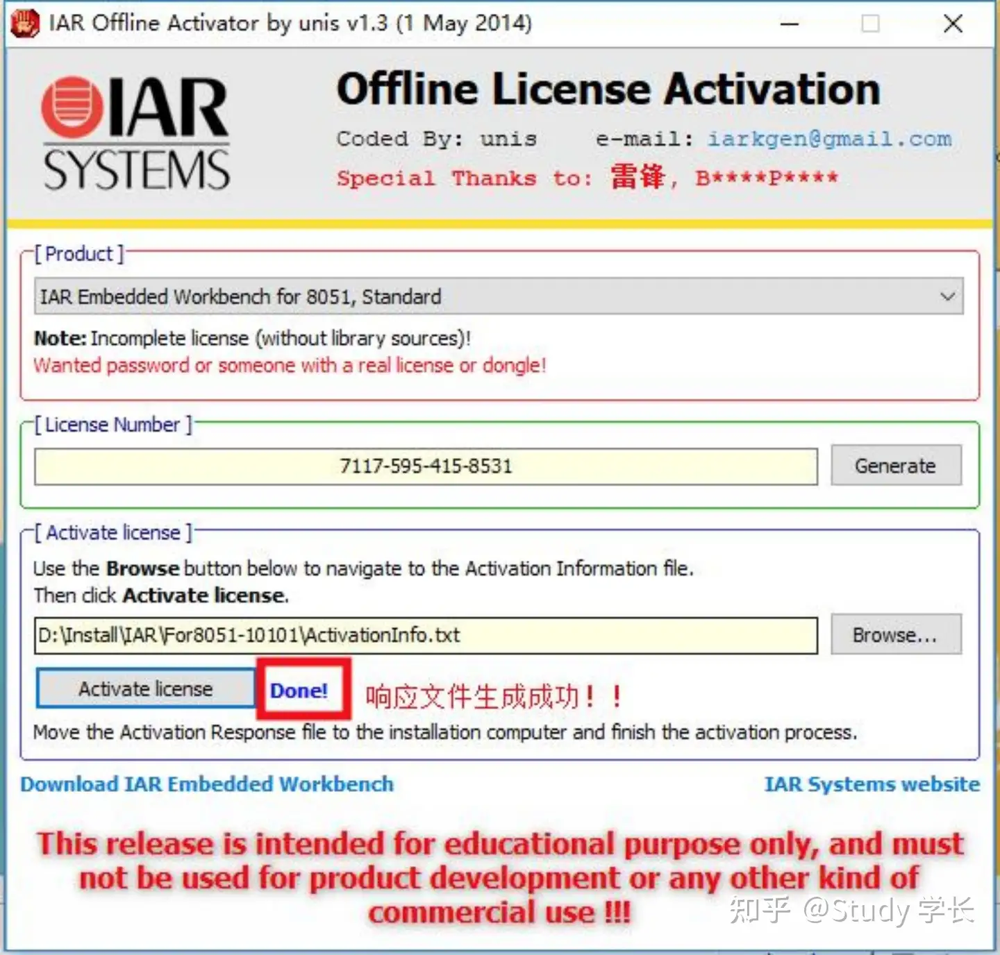 IAR Offline Activator by unis v1.3 (1 May 2014)
IAR
SYSTEMS
Offline License Activation
Coded By: unis e-mail: iarkgen@gmail.com
Special Thanks to: 雷锋, B****P****
[ Product ]
IAR Embedded Workbench for 8051, Standard
Note: Incomplete license (without library sources)!
Wanted password or someone with a real license or dongle!
[ License Number ]
7117-595-415-8531 Generate
[ Activate license ]
Use the Browse button below to navigate to the Activation Information file.
Then click Activate license.
D:\Install\IAR\For8051-10101\ActivationInfo.txt Browse...
Activate license Done! 响应文件生成成功！！
Move the Activation Response file to the installation computer and finish the activation process.
Download IAR Embedded Workbench IAR Systems website
This release is intended for educational purpose only, and must
not be used for product development or any other kind of
commercial use !!!
知乎 @Study 学长